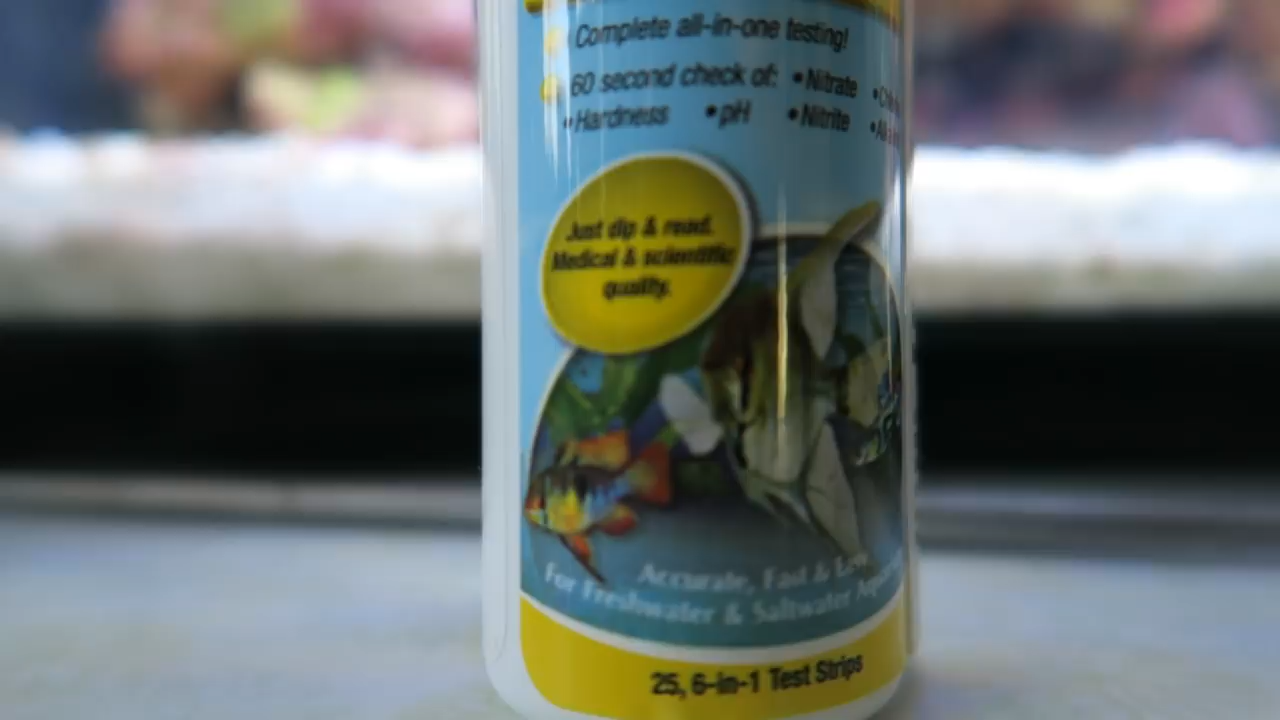 Complete all-in-one testing!
60 second check of: •Nitrate
•Hardness •pH •Nitrite
Just dip & read.
Medical & scientific
quality.
Accurate, Fast &
For Freshwater & Saltwater
25, 6-in-1 Test Strips